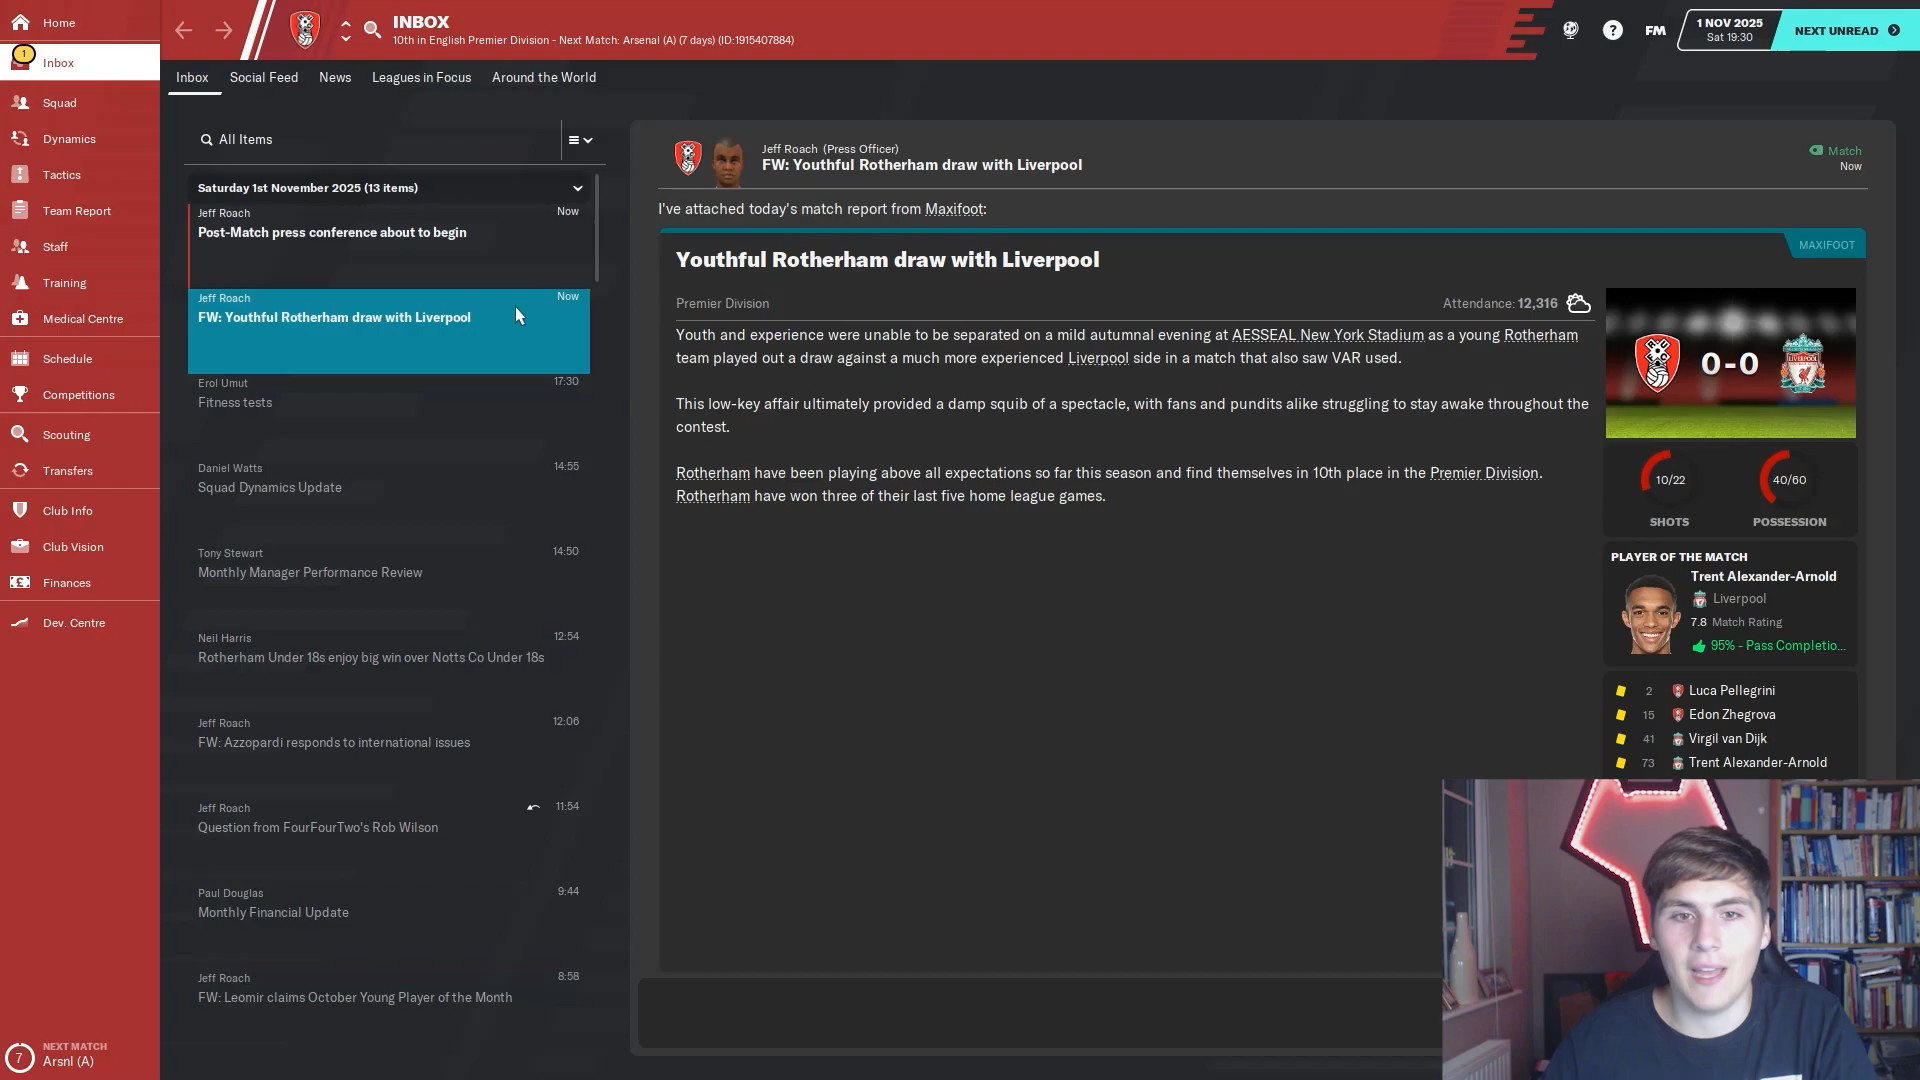 Home
1
Inbox
Squad
Dynamics
Tactics
Team Report
Staff
Training
Medical Centre
Schedule
Competitions
Scouting
Transfers
Club Info
Club Vision
Finances
Dev. Centre
7
NEXT MATCH
Arsnl (A)
INBOX
10th in English Premier Division - Next Match: Arsenal (A) (7 days) (ID:1915407884)
?
FM
1 NOV 2025
Sat 19:30
NEXT UNREAD
Inbox
Social Feed
News
Leagues in Focus
Around the World
All Items
Saturday 1st November 2025 (13 items)
Jeff Roach
Now
Post-Match press conference about to begin
Jeff Roach
Now
FW: Youthful Rotherham draw with Liverpool
Erol Umut
17:30
Fitness tests
Daniel Watts
14:55
Squad Dynamics Update
Tony Stewart
14:50
Monthly Manager Performance Review
Neil Harris
12:54
Rotherham Under 18s enjoy big win over Notts Co Under 18s
Jeff Roach
12:06
FW: Azzopardi responds to international issues
Jeff Roach
11:54
Question from FourFourTwo's Rob Wilson
Paul Douglas
9:44
Monthly Financial Update
Jeff Roach
8:58
FW: Leomir claims October Young Player of the Month
Jeff Roach (Press Officer)
FW: Youthful Rotherham draw with Liverpool
Match
Now
I've attached today's match report from Maxifoot:
MAXIFOOT
Youthful Rotherham draw with Liverpool
Premier Division
Attendance: 12,316
Youth and experience were unable to be separated on a mild autumnal evening at AESSEAL New York Stadium as a young Rotherham
team played out a draw against a much more experienced Liverpool side in a match that also saw VAR used.
This low-key affair ultimately provided a damp squib of a spectacle, with fans and pundits alike struggling to stay awake throughout the
contest.
Rotherham have been playing above all expectations so far this season and find themselves in 10th place in the Premier Division.
Rotherham have won three of their last five home league games.
0-0
10/22
SHOTS
40/60
POSSESSION
PLAYER OF THE MATCH
Trent Alexander-Arnold
Liverpool
7.8 Match Rating
95% - Pass Completio...
2 Luca Pellegrini
15 Edon Zhegrova
41 Virgil van Dijk
73 Trent Alexander-Arnold